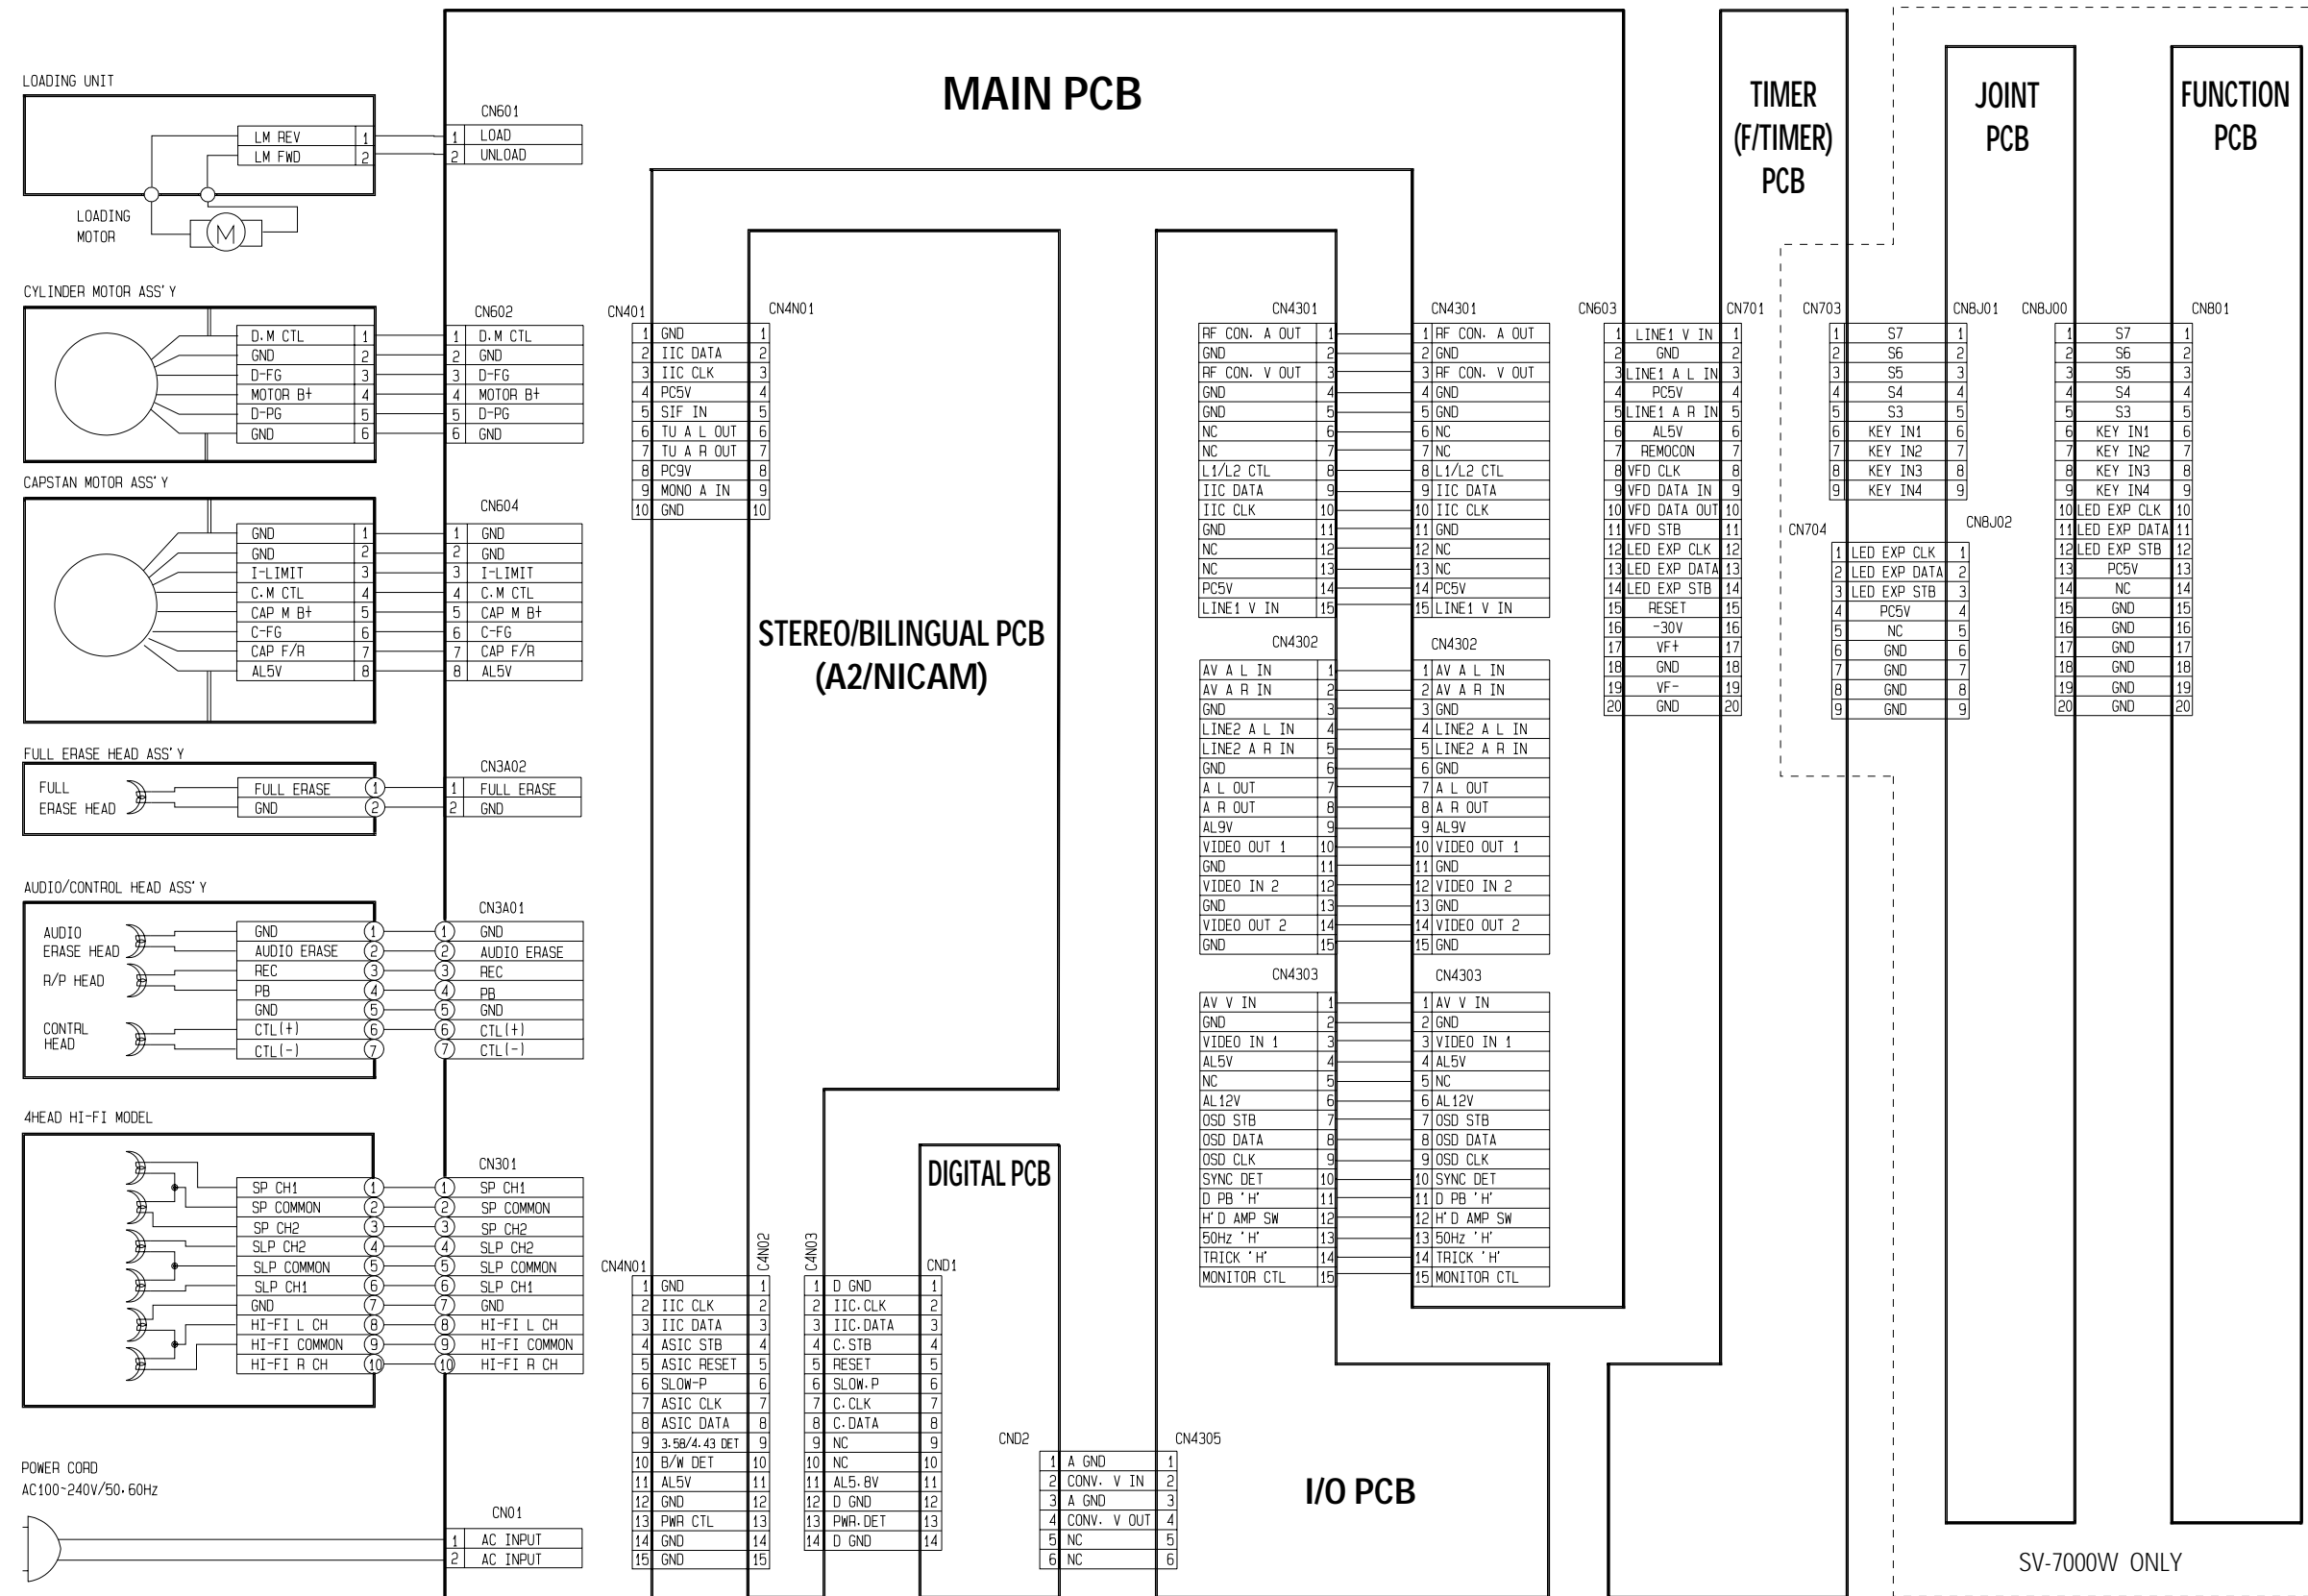 MAIN PCB
TIMER
(F/TIMER)
PCB
JOINT
PCB
FUNCTION
PCB
LOADING UNIT
LM REV 1
LM FWD 2
LOADING
MOTOR
M
CN601
1 LOAD
2 UNLOAD
CYLINDER MOTOR ASS'Y
D.M CTL 1
GND 2
D-FG 3
MOTOR B+ 4
D-PG 5
GND 6
CN602
1 D.M CTL
2 GND
3 D-FG
4 MOTOR B+
5 D-PG
6 GND
CAPSTAN MOTOR ASS'Y
GND 1
GND 2
I-LIMIT 3
C.M CTL 4
CAP M B+ 5
C-FG 6
CAP F/R 7
AL5V 8
CN604
1 GND
2 GND
3 I-LIMIT
4 C.M CTL
5 CAP M B+
6 C-FG
7 CAP F/R
8 AL5V
FULL ERASE HEAD ASS'Y
FULL
ERASE HEAD
FULL ERASE 1
GND 2
CN3A02
1 FULL ERASE
2 GND
AUDIO/CONTROL HEAD ASS'Y
AUDIO
ERASE HEAD
R/P HEAD
CONTRL
HEAD
GND 1
AUDIO ERASE 2
REC 3
PB 4
GND 5
CTL(+) 6
CTL(-) 7
CN3A01
1 GND
2 AUDIO ERASE
3 REC
4 PB
5 GND
6 CTL(+)
7 CTL(-)
4HEAD HI-FI MODEL
SP CH1 1
SP COMMON 2
SP CH2 3
SLP CH2 4
SLP COMMON 5
SLP CH1 6
GND 7
HI-FI L CH 8
HI-FI COMMON 9
HI-FI R CH 10
CN301
1 SP CH1
2 SP COMMON
3 SP CH2
4 SLP CH2
5 SLP COMMON
6 SLP CH1
7 GND
8 HI-FI L CH
9 HI-FI COMMON
10 HI-FI R CH
POWER CORD
AC100~240V/50.60Hz
CN01
1 AC INPUT
2 AC INPUT
CN401 CN4N01
1 GND 1
2 IIC DATA 2
3 IIC CLK 3
4 PC5V 4
5 SIF IN 5
6 TU A L OUT 6
7 TU A R OUT 7
8 PC9V 8
9 MONO A IN 9
10 GND 10
STEREO/BILINGUAL PCB
(A2/NICAM)
CN4N01 C4N02
1 GND 1
2 IIC CLK 2
3 IIC DATA 3
4 ASIC STB 4
5 ASIC RESET 5
6 SLOW-P 6
7 ASIC CLK 7
8 ASIC DATA 8
9 3.58/4.43 DET 9
10 B/W DET 10
11 AL5V 11
12 GND 12
13 PWR CTL 13
14 GND 14
15 GND 15
DIGITAL PCB
C4N03 CND1
1 D GND 1
2 IIC.CLK 2
3 IIC.DATA 3
4 C.STB 4
5 RESET 5
6 SLOW.P 6
7 C.CLK 7
8 C.DATA 8
9 NC 9
10 NC 10
11 AL5.8V 11
12 D GND 12
13 PWR.DET 13
14 D GND 14
CND2 CN4305
1 A GND 1
2 CONV. V IN 2
3 A GND 3
4 CONV. V OUT 4
5 NC 5
6 NC 6
I/O PCB
CN4301 CN4301
RF CON. A OUT 1 1 RF CON. A OUT
GND 2 2 GND
RF CON. V OUT 3 3 RF CON. V OUT
GND 4 4 GND
GND 5 5 GND
NC 6 6 NC
NC 7 7 NC
L1/L2 CTL 8 8 L1/L2 CTL
IIC DATA 9 9 IIC DATA
IIC CLK 10 10 IIC CLK
GND 11 11 GND
NC 12 12 NC
NC 13 13 NC
PC5V 14 14 PC5V
LINE1 V IN 15 15 LINE1 V IN
CN4302 CN4302
AV A L IN 1 1 AV A L IN
AV A R IN 2 2 AV A R IN
GND 3 3 GND
LINE2 A L IN 4 4 LINE2 A L IN
LINE2 A R IN 5 5 LINE2 A R IN
GND 6 6 GND
A L OUT 7 7 A L OUT
A R OUT 8 8 A R OUT
AL9V 9 9 AL9V
VIDEO OUT 1 10 10 VIDEO OUT 1
GND 11 11 GND
VIDEO IN 2 12 12 VIDEO IN 2
GND 13 13 GND
VIDEO OUT 2 14 14 VIDEO OUT 2
GND 15 15 GND
CN4303 CN4303
AV V IN 1 1 AV V IN
GND 2 2 GND
VIDEO IN 1 3 3 VIDEO IN 1
AL5V 4 4 AL5V
NC 5 5 NC
AL12V 6 6 AL12V
OSD STB 7 7 OSD STB
OSD DATA 8 8 OSD DATA
OSD CLK 9 9 OSD CLK
SYNC DET 10 10 SYNC DET
D PB 'H' 11 11 D PB 'H'
H'D AMP SW 12 12 H'D AMP SW
50Hz 'H' 13 13 50Hz 'H'
TRICK 'H' 14 14 TRICK 'H'
MONITOR CTL 15 15 MONITOR CTL
CN603 CN701
1 LINE1 V IN 1
2 GND 2
3 LINE1 A L IN 3
4 PC5V 4
5 LINE1 A R IN 5
6 AL5V 6
7 REMOCON 7
8 VFD CLK 8
9 VFD DATA IN 9
10 VFD DATA OUT 10
11 VFD STB 11
12 LED EXP CLK 12
13 LED EXP DATA 13
14 LED EXP STB 14
15 RESET 15
16 -30V 16
17 VF+ 17
18 GND 18
19 VF- 19
20 GND 20
CN703 CN8J01
1 S7 1
2 S6 2
3 S5 3
4 S4 4
5 S3 5
6 KEY IN1 6
7 KEY IN2 7
8 KEY IN3 8
9 KEY IN4 9
CN704 CN8J02
1 LED EXP CLK 1
2 LED EXP DATA 2
3 LED EXP STB 3
4 PC5V 4
5 NC 5
6 GND 6
7 GND 7
8 GND 8
9 GND 9
CN8J00 CN801
1 S7 1
2 S6 2
3 S5 3
4 S4 4
5 S3 5
6 KEY IN1 6
7 KEY IN2 7
8 KEY IN3 8
9 KEY IN4 9
10 LED EXP CLK 10
11 LED EXP DATA 11
12 LED EXP STB 12
13 PC5V 13
14 NC 14
15 GND 15
16 GND 16
17 GND 17
18 GND 18
19 GND 19
20 GND 20
SV-7000W ONLY